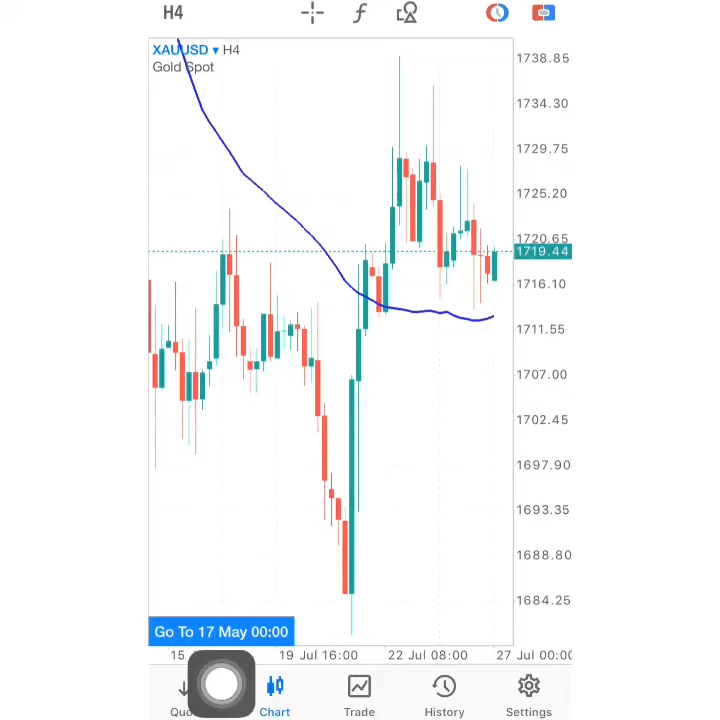 H4
XAUUSD ▾ H4
Gold Spot
1738.85
1734.30
1729.75
1725.20
1720.65
1719.44
1716.10
1711.55
1707.00
1702.45
1697.90
1693.35
1688.80
1684.25
Go To 17 May 00:00
15 19 Jul 16:00 22 Jul 08:00 27 Jul 00:00
Chart Trade History Settings